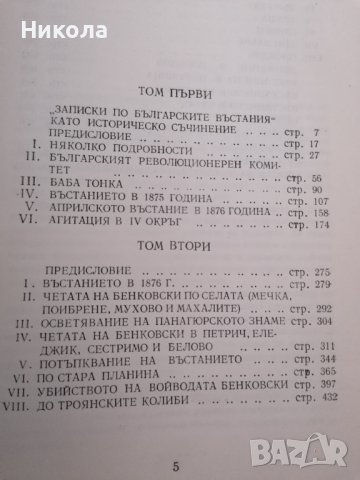 Никола
ТОМ ПЪРВИ
„ЗАПИСКИ ПО БЪЛГАРСКИТЕ ВЪСТАНИЯ“
КАТО ИСТОРИЧЕСКО СЪЧИНЕНИЕ .. .. .. .. стр. 7
ПРЕДИСЛОВИЕ .. .. .. .. .. .. .. стр. 17
I. НЯКОЛКО ПОДРОБНОСТИ .. .. .. .. стр. 27
II. БЪЛГАРСКИЯТ РЕВОЛЮЦИОНЕРЕН КОМИ-
ТЕТ .. .. .. .. .. .. .. стр. 56
III. БАБА ТОНКА .. .. .. .. .. .. стр. 90
IV. ВЪСТАНИЕТО В 1875 ГОДИНА .. .. .. стр. 107
V. АПРИЛСКОТО ВЪСТАНИЕ В 1876 ГОДИНА .. стр. 158
VI. АГИТАЦИЯ В IV ОКРЪГ .. .. .. .. стр. 174
ТОМ ВТОРИ
ПРЕДИСЛОВИЕ .. .. .. .. .. .. стр. 275
I. ВЪСТАНИЕТО В 1876 Г. .. .. .. .. стр. 279
II. ЧЕТАТА НА БЕНКОВСКИ ПО СЕЛАТА (МЕЧКА,
ПОИБРЕНЕ, МУХОВО И МАХАЛИТЕ) .. .. стр. 292
III. ОСВЕТЯВАНЕ НА ПАНАГЮРСКОТО ЗНАМЕ стр. 304
IV. ЧЕТАТА НА БЕНКОВСКИ В ПЕТРИЧ, ЕЛЕ-
ДЖИК, СЕСТРИМО И БЕЛОВО .. .. .. стр. 311
V. ПОТЪПКВАНЕ НА ВЪСТАНИЕТО .. .. .. стр. 344
VI. ПО СТАРА ПЛАНИНА .. .. .. .. стр. 365
VII. УБИЙСТВОТО НА ВОЙВОДАТА БЕНКОВСКИ стр. 397
VIII. ДО ТРОЯНСКИТЕ КОЛИБИ .. .. .. .. стр. 432
5
BAZAR